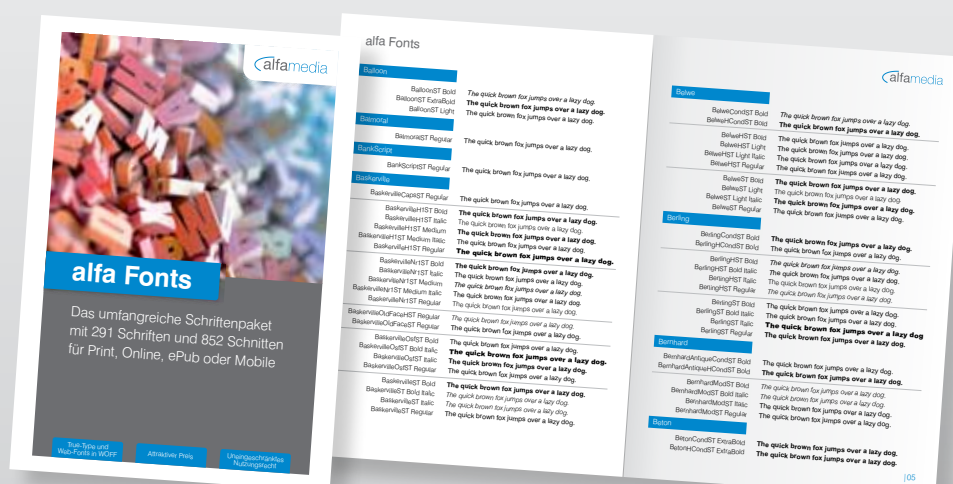 alfamedia
alfa Fonts
Das umfangreiche Schriftenpaket
mit 291 Schriften und 852 Schnitten
für Print, Online, ePub oder Mobile
True-Type und
Web-Fonts in WOFF
Attraktiver Preis
Uneingeschränktes
Nutzungsrecht
alfa Fonts
Balloon
BalloonST Bold The quick brown fox jumps over a lazy dog.
BalloonST ExtraBold The quick brown fox jumps over a lazy dog.
BalloonST Light The quick brown fox jumps over a lazy dog.
Balmoral
BalmoralST Regular The quick brown fox jumps over a lazy dog.
BankScript
BankScriptST Regular The quick brown fox jumps over a lazy dog.
Baskerville
BaskervilleCapsST Regular The quick brown fox jumps over a lazy dog.
BaskervilleH1ST Bold The quick brown fox jumps over a lazy dog.
BaskervilleH1ST Italic The quick brown fox jumps over a lazy dog.
BaskervilleH1ST Medium The quick brown fox jumps over a lazy dog.
BaskervilleH1ST Medium Italic The quick brown fox jumps over a lazy dog.
BaskervilleH1ST Regular The quick brown fox jumps over a lazy dog.
BaskervilleNr1ST Bold The quick brown fox jumps over a lazy dog.
BaskervilleNr1ST Italic The quick brown fox jumps over a lazy dog.
BaskervilleNr1ST Medium The quick brown fox jumps over a lazy dog.
BaskervilleNr1ST Medium Italic The quick brown fox jumps over a lazy dog.
BaskervilleNr1ST Regular The quick brown fox jumps over a lazy dog.
BaskervilleOldFaceHST Regular The quick brown fox jumps over a lazy dog.
BaskervilleOldFaceST Regular The quick brown fox jumps over a lazy dog.
BaskervilleOsfST Bold The quick brown fox jumps over a lazy dog.
BaskervilleOsfST Bold Italic The quick brown fox jumps over a lazy dog.
BaskervilleOsfST Italic The quick brown fox jumps over a lazy dog.
BaskervilleOsfST Regular The quick brown fox jumps over a lazy dog.
BaskervilleST Bold The quick brown fox jumps over a lazy dog.
BaskervilleST Bold Italic The quick brown fox jumps over a lazy dog.
BaskervilleST Italic The quick brown fox jumps over a lazy dog.
BaskervilleST Regular The quick brown fox jumps over a lazy dog.
alfamedia
Belwe
BelweCondST Bold The quick brown fox jumps over a lazy dog.
BelweHCondST Bold The quick brown fox jumps over a lazy dog.
BelweHST Bold The quick brown fox jumps over a lazy dog.
BelweHST Light The quick brown fox jumps over a lazy dog.
BelweHST Light Italic The quick brown fox jumps over a lazy dog.
BelweHST Regular The quick brown fox jumps over a lazy dog.
BelweST Bold The quick brown fox jumps over a lazy dog.
BelweST Light The quick brown fox jumps over a lazy dog.
BelweST Light Italic The quick brown fox jumps over a lazy dog.
BelweST Regular The quick brown fox jumps over a lazy dog.
Berling
BerlingCondST Bold The quick brown fox jumps over a lazy dog.
BerlingHCondST Bold The quick brown fox jumps over a lazy dog.
BerlingHST Bold The quick brown fox jumps over a lazy dog.
BerlingHST Bold Italic The quick brown fox jumps over a lazy dog.
BerlingHST Italic The quick brown fox jumps over a lazy dog.
BerlingHST Regular The quick brown fox jumps over a lazy dog.
BerlingST Bold The quick brown fox jumps over a lazy dog.
BerlingST Bold Italic The quick brown fox jumps over a lazy dog.
BerlingST Italic The quick brown fox jumps over a lazy dog
BerlingST Regular The quick brown fox jumps over a lazy dog.
Bernhard
BernhardAntiqueCondST Bold The quick brown fox jumps over a lazy dog.
BernhardAntiqueHCondST Bold The quick brown fox jumps over a lazy dog.
BernhardModST Bold The quick brown fox jumps over a lazy dog.
BernhardModST Bold Italic The quick brown fox jumps over a lazy dog.
BernhardModST Italic The quick brown fox jumps over a lazy dog.
BernhardModST Regular The quick brown fox jumps over a lazy dog.
Beton
BetonCondST ExtraBold The quick brown fox jumps over a lazy dog.
BetonHCondST ExtraBold The quick brown fox jumps over a lazy dog.
|05